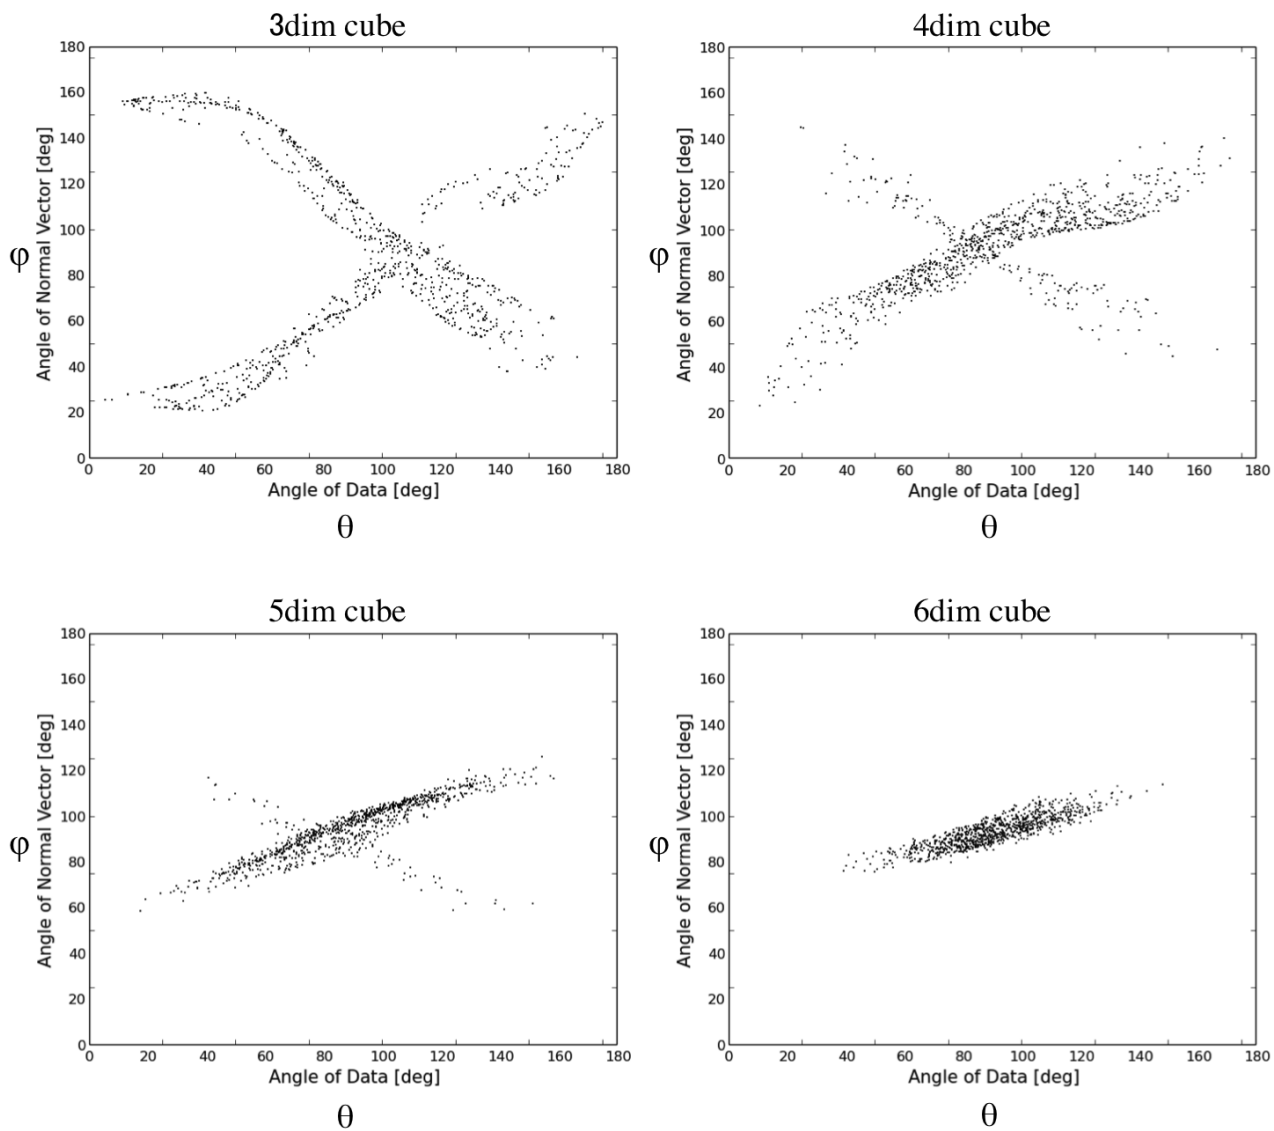 3dim cube
180
160
140
120
100
80
60
40
20
0
φ
Angle of Normal Vector [deg]
0 20 40 60 80 100 120 140 160 180
Angle of Data [deg]
θ
4dim cube
180
160
140
120
100
80
60
40
20
0
φ
Angle of Normal Vector [deg]
0 20 40 60 80 100 120 140 160 180
Angle of Data [deg]
θ
5dim cube
180
160
140
120
100
80
60
40
20
0
φ
Angle of Normal Vector [deg]
0 20 40 60 80 100 120 140 160 180
Angle of Data [deg]
θ
6dim cube
180
160
140
120
100
80
60
40
20
0
φ
Angle of Normal Vector [deg]
0 20 40 60 80 100 120 140 160 180
Angle of Data [deg]
θ